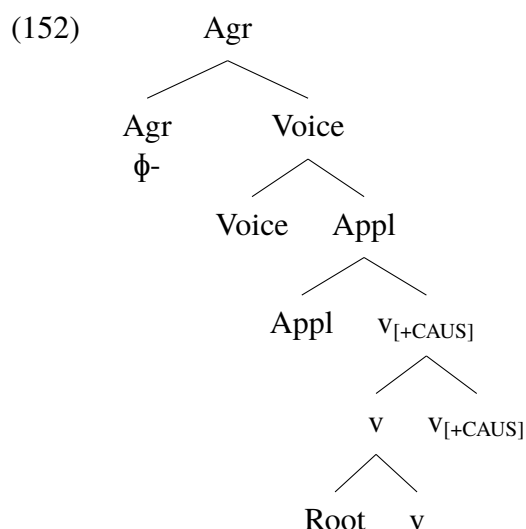 (152) Agr
Agr Voice
ϕ-
Voice Appl
Appl v[+CAUS]
v v[+CAUS]
Root v